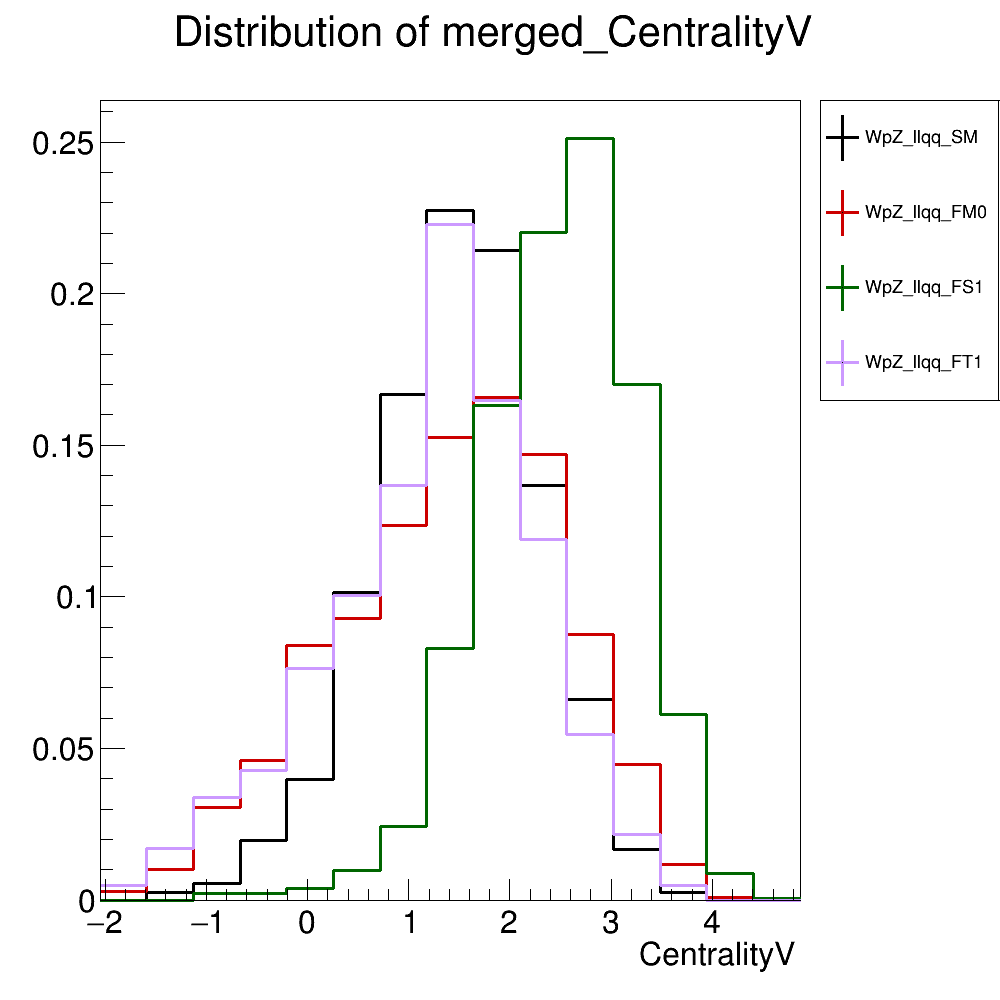 Distribution of merged_CentralityV
0.25
0.2
0.15
0.1
0.05
0
−2 −1 0 1 2 3 4
CentralityV
WpZ_llqq_SM
WpZ_llqq_FM0
WpZ_llqq_FS1
WpZ_llqq_FT1